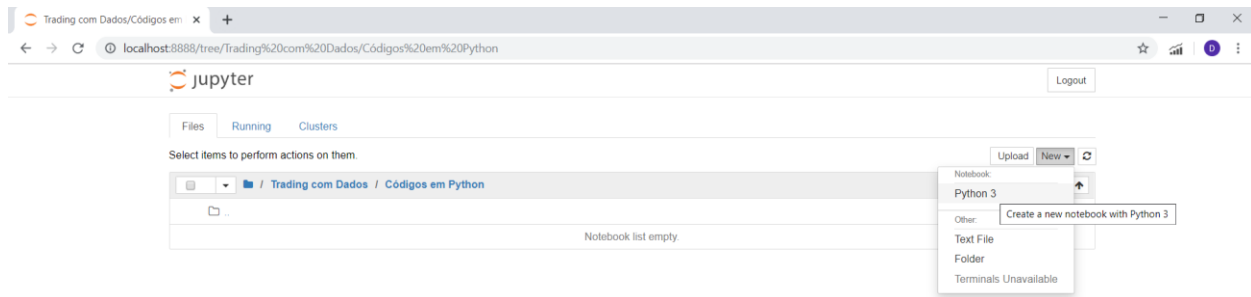 Trading com Dados/Códigos em
localhost:8888/tree/Trading%20com%20Dados/Códigos%20em%20Python
D
jupyter
Logout
Files Running Clusters
Select items to perform actions on them.
Upload New
/ Trading com Dados / Códigos em Python
Notebook:
Python 3
Create a new notebook with Python 3
..
Other:
Notebook list empty.
Text File
Folder
Terminals Unavailable